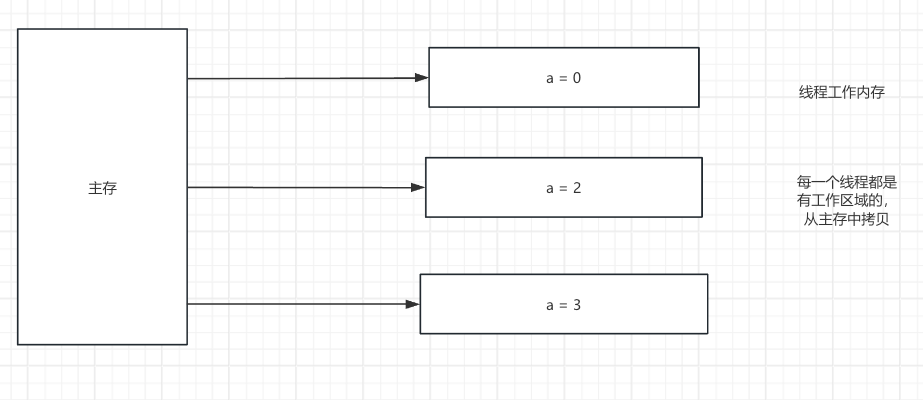 a = 0
线程工作内存
主存
a = 2
每一个线程都是
有工作区域的，
从主存中拷贝
a = 3